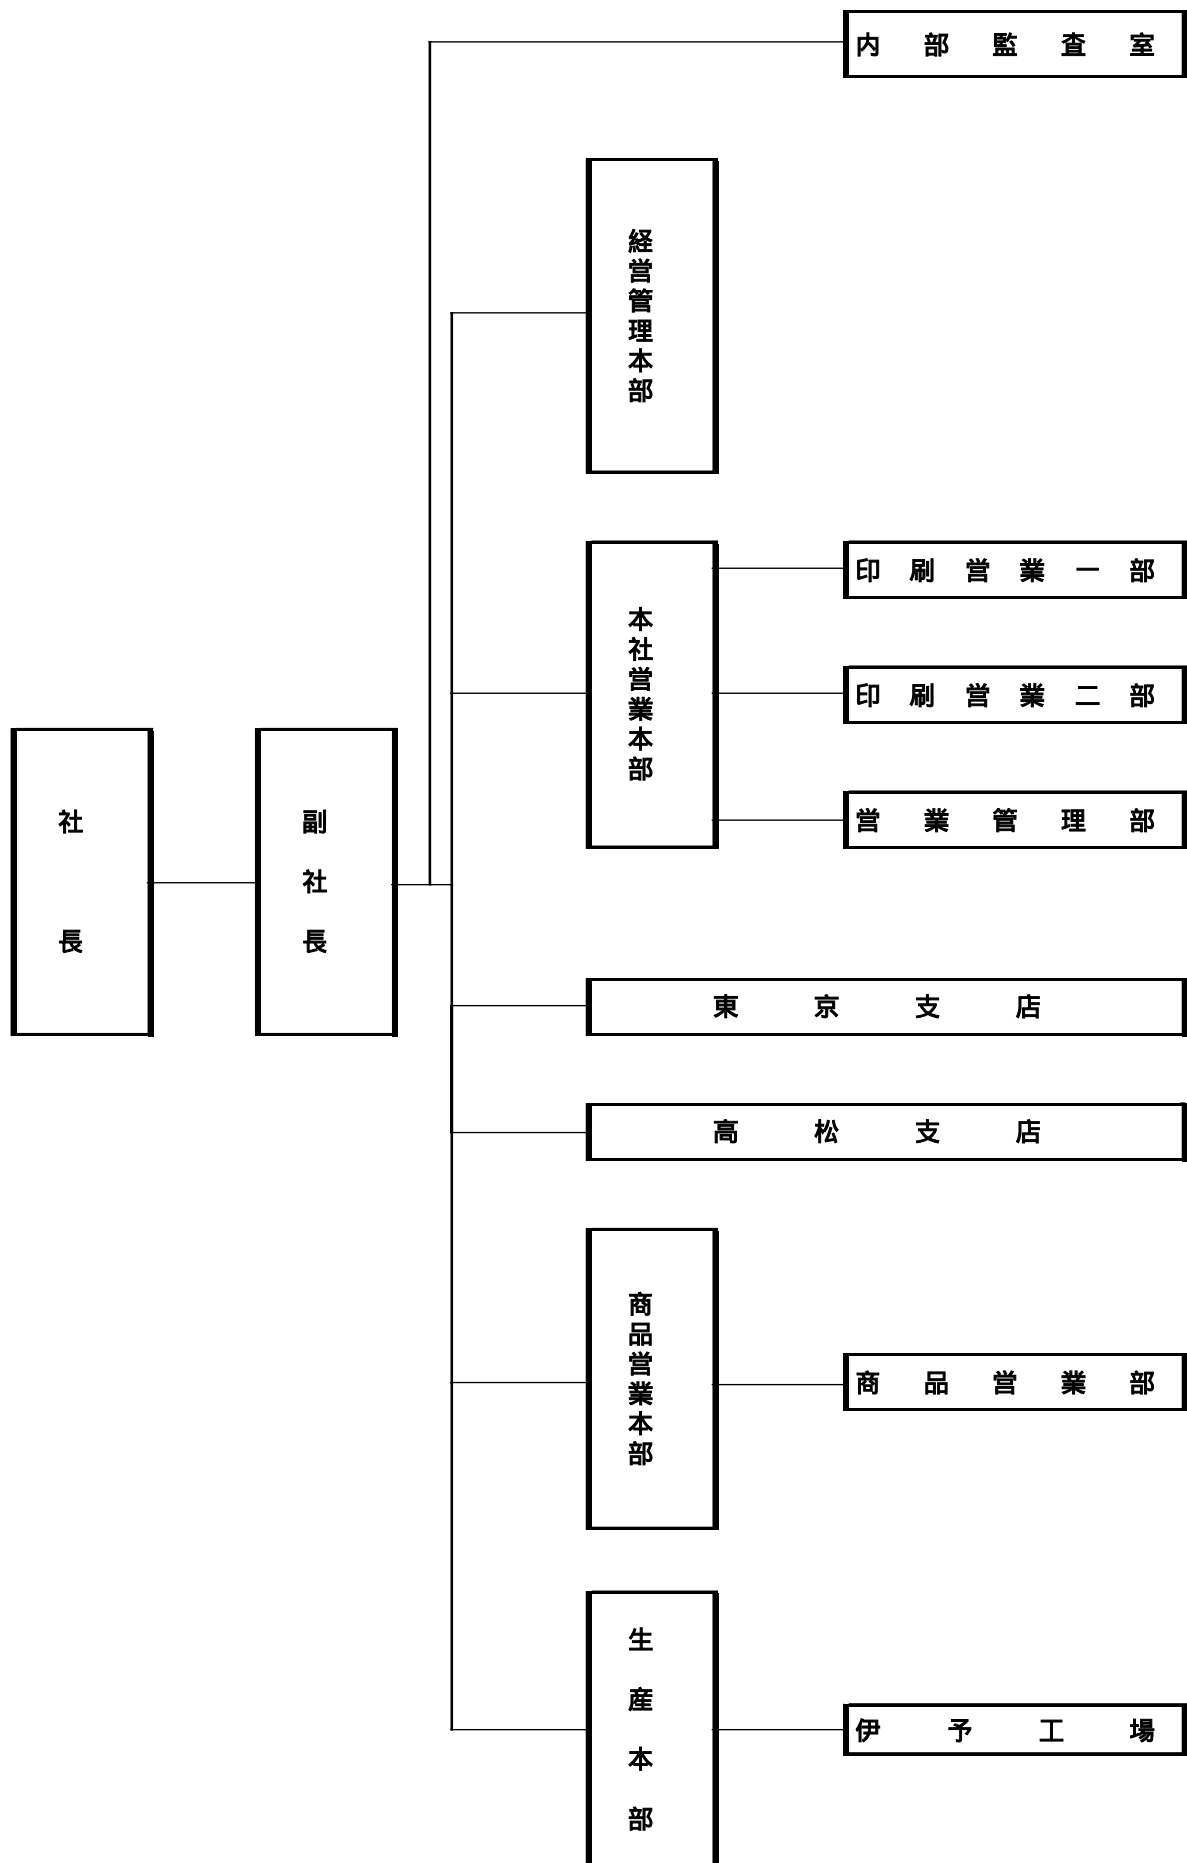 内部監査室
経営管理本部
本社営業本部
印刷営業一部
印刷営業二部
営業管理部
社長
副社長
東京支店
高松支店
商品営業本部
商品営業部
生産本部
伊予工場